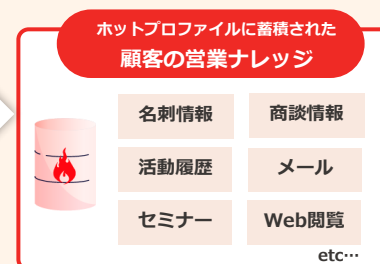 ホットプロファイルに蓄積された
顧客の営業ナレッジ
名刺情報 商談情報
活動履歴 メール
セミナー Web閲覧
etc…